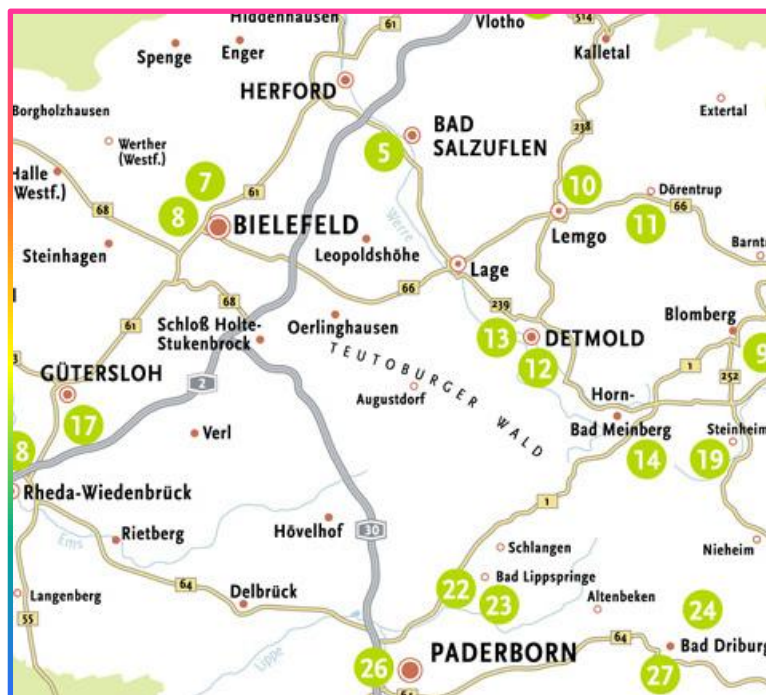 Hiddenhausen
61
Vlotho
514
Spenge
Enger
Kalletal
HERFORD
Borgholzhausen
Extertal
Werther
(Westf.)
BAD
SALZUFLEN
238
5
Halle
Westf.)
7
61
10
Dörentrup
68
8
BIELEFELD
Werre
11
66
Steinhagen
Leopoldshöhe
Lemgo
Barnt
Lage
66
68
239
61
Schloß Holte-
Stukenbrock
Oerlinghausen
13
DETMOLD
Blomberg
TEUTOBURGER WALD
12
1
9
GÜTERSLOH
2
Augustdorf
Horn-
Bad Meinberg
252
17
Verl
Steinheim
8
14
19
Rheda-Wiedenbrück
1
Rietberg
Hövelhof
30
Ems
Schlangen
Nieheim
64
Bad Lippspringe
22
23
Langenberg
Delbrück
Altenbeken
24
55
Lippe
PADERBORN
64
Bad Driburg
26
27
64